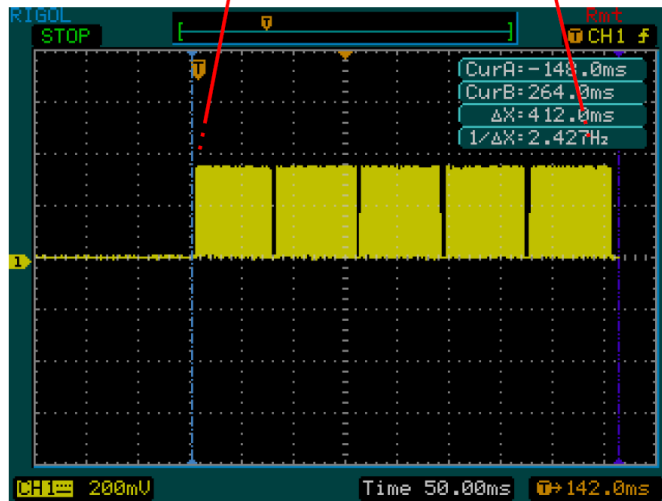 RIGOL
Rmt
STOP
T
T CH1
T
CurA:-148.0ms
CurB:264.0ms
ΔX:412.0ms
1/ΔX:2.427Hz
1
CH1 200mV
Time 50.00ms
T→142.0ms